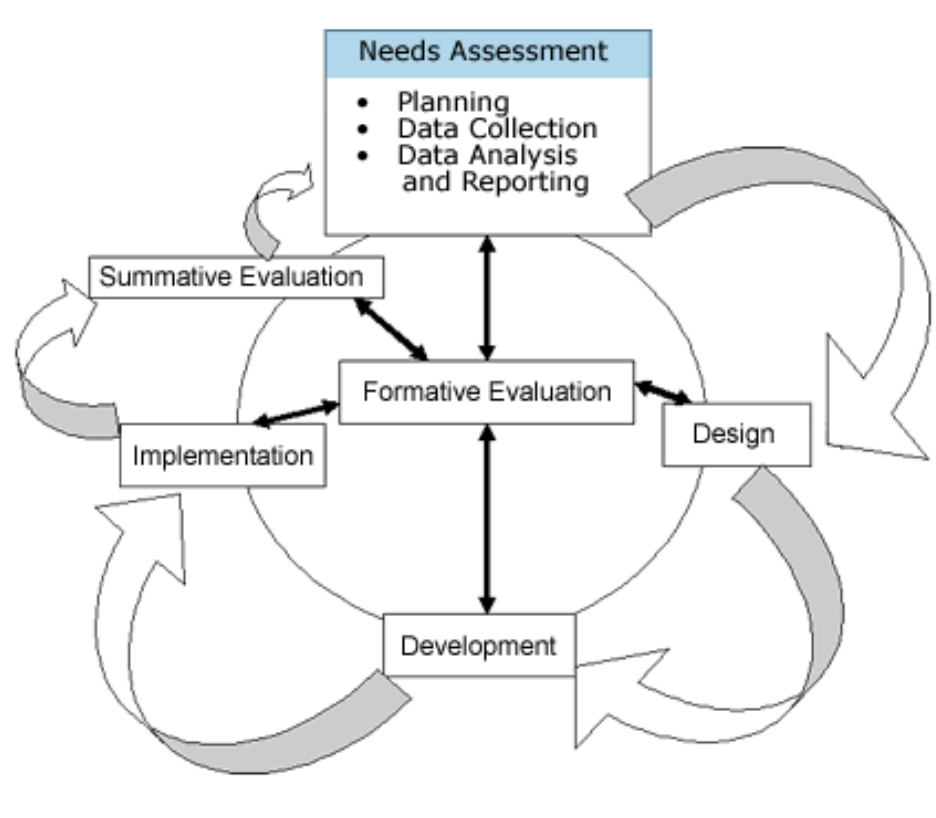 Needs Assessment
• Planning
• Data Collection
• Data Analysis
and Reporting
Summative Evaluation
Formative Evaluation
Design
Implementation
Development